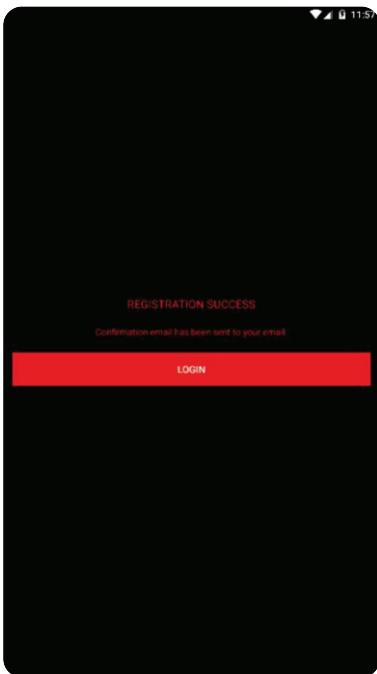 11:57
REGISTRATION SUCCESS
Confirmation email has been sent to your email.
LOGIN